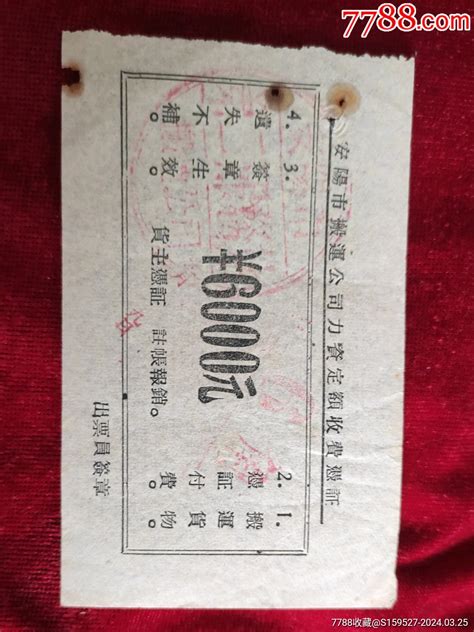 7788.com
安陽市搬運公司力資定額收費憑証
1.搬運貨物
2.憑証付費。
¥6000元
貨主憑証 註帳報銷。
3.簽章生效。
4.遺失不補
出票員簽章
7788收藏@S159527-2024.03.25